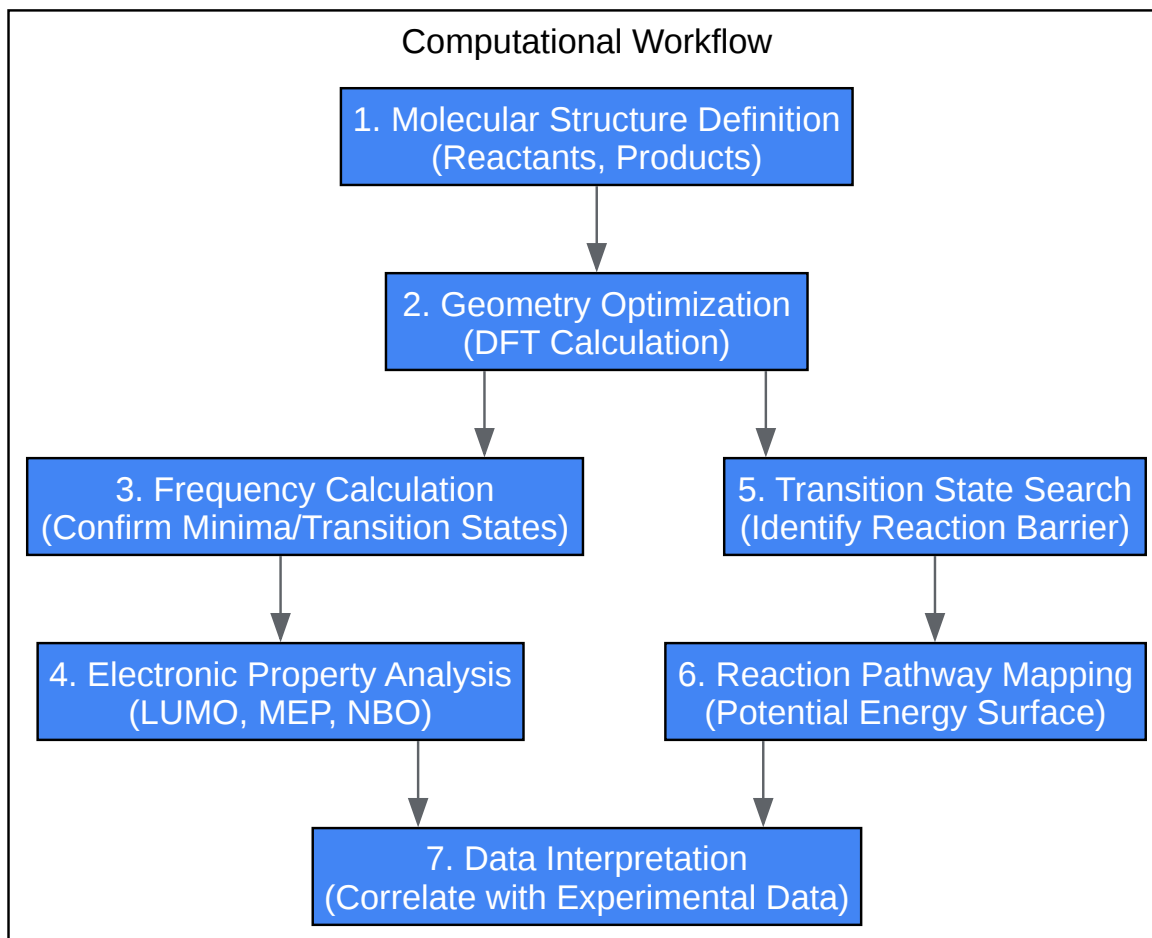 Computational Workflow
1. Molecular Structure Definition
(Reactants, Products)
2. Geometry Optimization
(DFT Calculation)
3. Frequency Calculation
(Confirm Minima/Transition States)
5. Transition State Search
(Identify Reaction Barrier)
4. Electronic Property Analysis
(LUMO, MEP, NBO)
6. Reaction Pathway Mapping
(Potential Energy Surface)
7. Data Interpretation
(Correlate with Experimental Data)